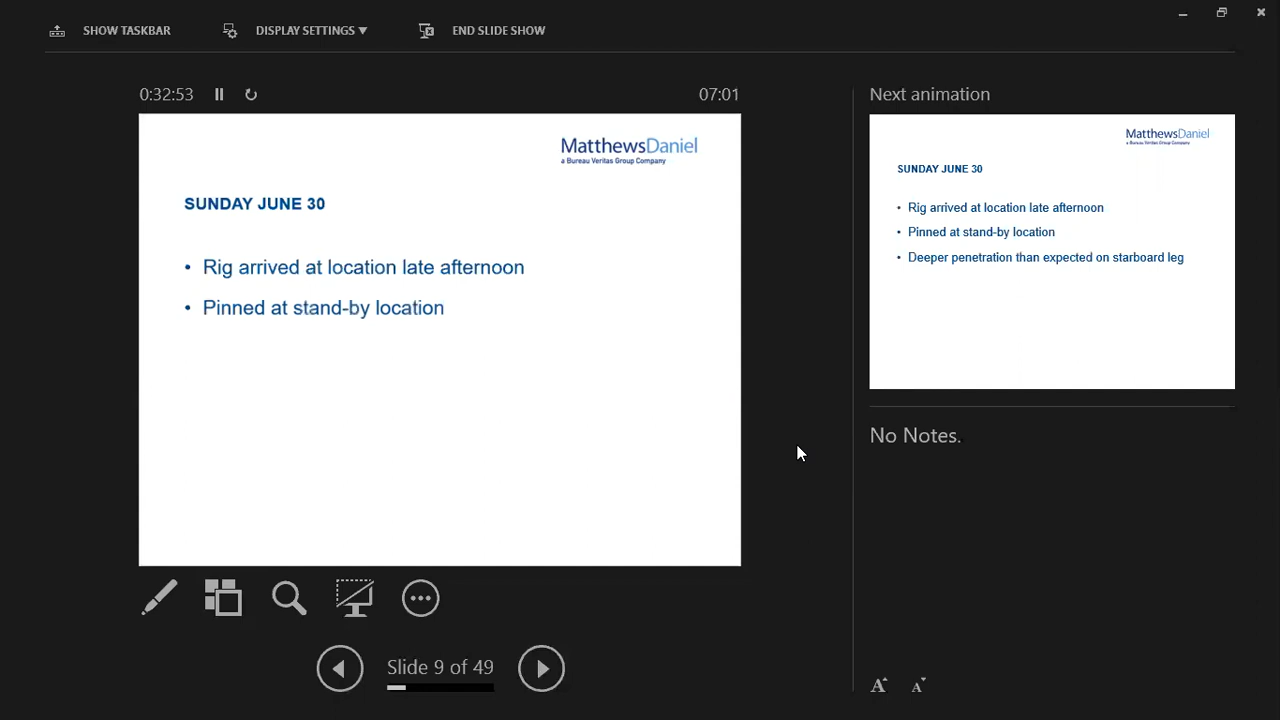 SHOW TASKBAR
DISPLAY SETTINGS
END SLIDE SHOW
0:32:53
07:01
MatthewsDaniel
a Bureau Veritas Group Company
SUNDAY JUNE 30
• Rig arrived at location late afternoon
• Pinned at stand-by location
Slide 9 of 49
Next animation
MatthewsDaniel
a Bureau Veritas Group Company
SUNDAY JUNE 30
• Rig arrived at location late afternoon
• Pinned at stand-by location
• Deeper penetration than expected on starboard leg
No Notes.
A A